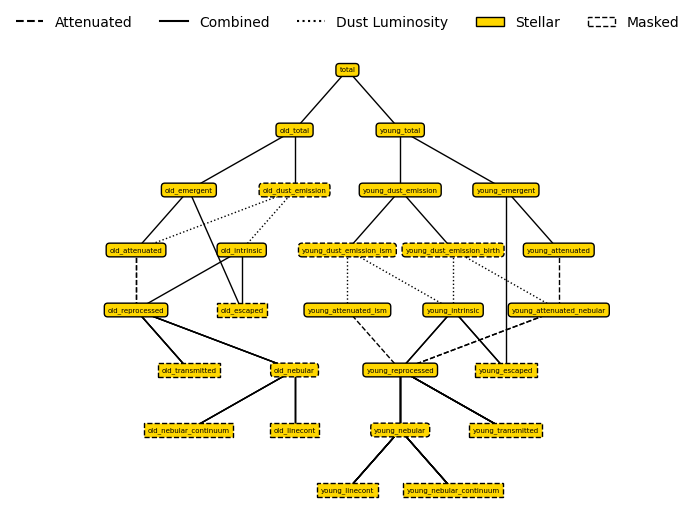 Attenuated Combined Dust Luminosity Stellar Masked
total
old_total young_total
old_emergent old_dust_emission young_dust_emission young_emergent
old_attenuated old_intrinsic young_dust_emission_ism young_dust_emission_birth young_attenuated
old_reprocessed old_escaped young_attenuated_ism young_intrinsic young_attenuated_nebular
old_transmitted old_nebular young_reprocessed young_escaped
old_nebular_continuum old_linecont young_nebular young_transmitted
young_linecont young_nebular_continuum